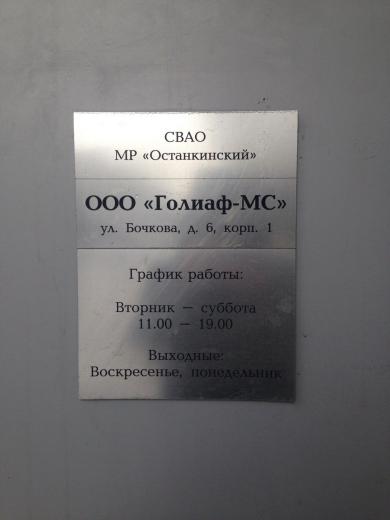 СВАО
МР «Останкинский»
ООО «Голиаф-МС»
ул. Бочкова, д. 6, корп. 1
График работы:
Вторник — суббота
11.00 — 19.00
Выходные:
Воскресенье, понедельник